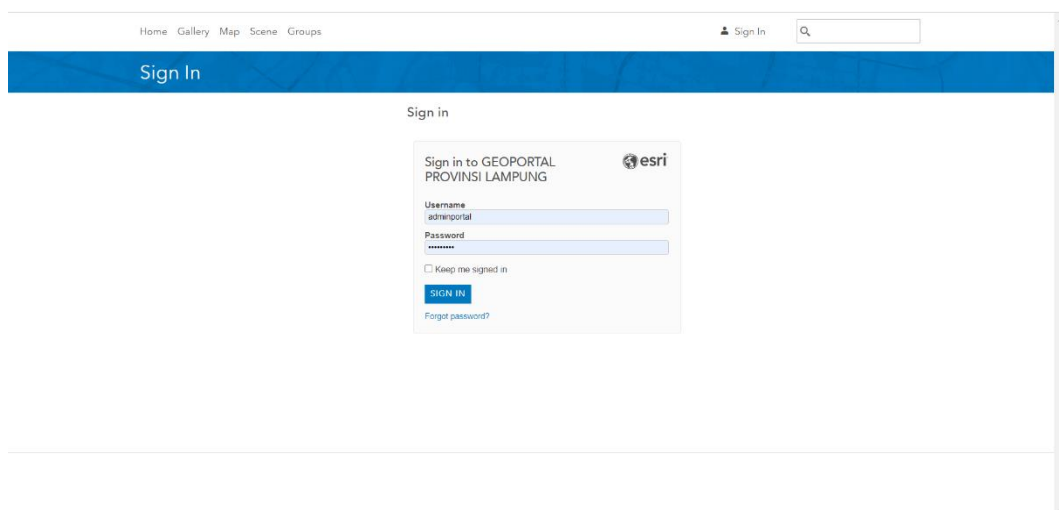 Home Gallery Map Scene Groups Sign In
Sign In
Sign in
Sign in to GEOPORTAL
PROVINSI LAMPUNG
esri
Username
adminportal
Password
•••••••••
Keep me signed in
SIGN IN
Forgot password?